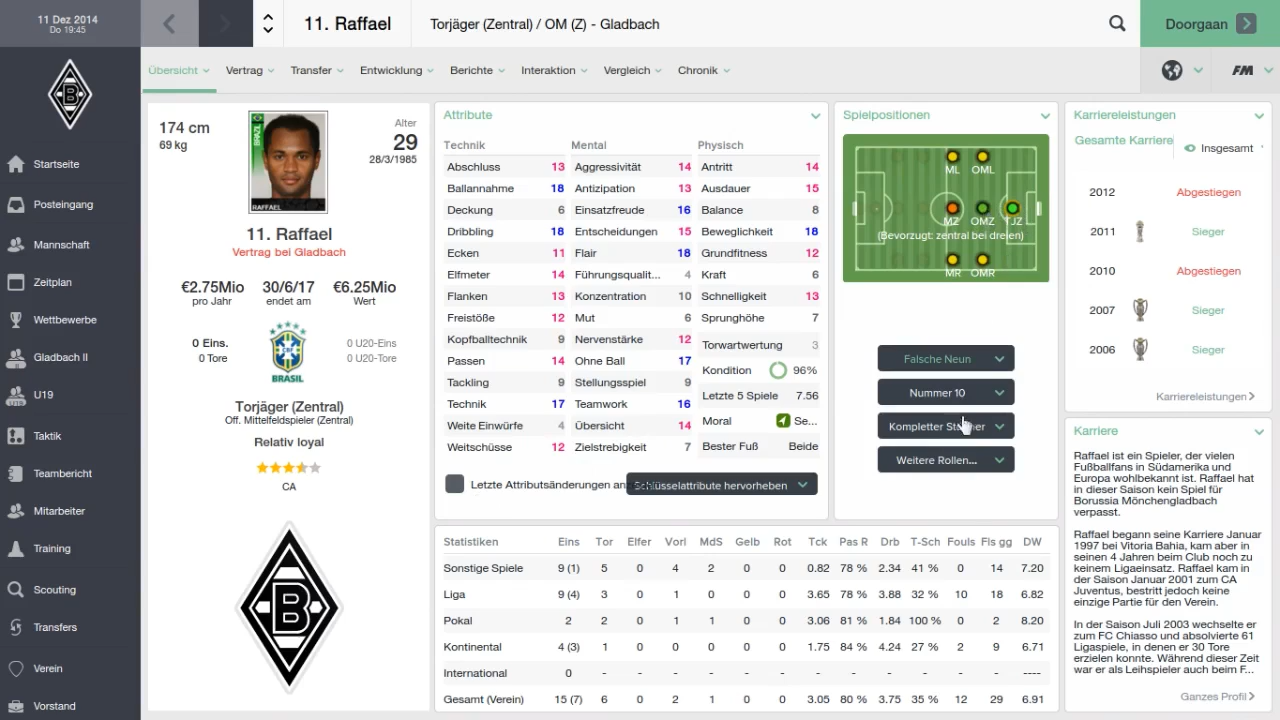 11 Dez 2014
Do 19:45
11. Raffael
Torjäger (Zentral) / OM (Z) - Gladbach
Doorgaan
Übersicht
Vertrag
Transfer
Entwicklung
Berichte
Interaktion
Vergleich
Chronik
FM
Startseite
Posteingang
Mannschaft
Zeitplan
Wettbewerbe
Gladbach II
U19
Taktik
Teambericht
Mitarbeiter
Training
Scouting
Transfers
Verein
Vorstand
174 cm
69 kg
Alter
29
28/3/1985
BRAZIL
RAFFAEL
11. Raffael
Vertrag bei Gladbach
€2.75Mio 30/6/17 €6.25Mio
pro Jahr endet am Wert
0 Eins. 0 U20-Eins
0 Tore 0 U20-Tore
CBF
BRASIL
Torjäger (Zentral)
Off. Mittelfeldspieler (Zentral)
Relativ loyal
CA
B
Attribute
Technik Mental Physisch
Abschluss 13 Aggressivität 14 Antritt 14
Ballannahme 18 Antizipation 13 Ausdauer 15
Deckung 6 Einsatzfreude 16 Balance 8
Dribbling 18 Entscheidungen 15 Beweglichkeit 18
Ecken 11 Flair 18 Grundfitness 12
Elfmeter 14 Führungsqualit... 4 Kraft 6
Flanken 13 Konzentration 10 Schnelligkeit 13
Freistöße 12 Mut 6 Sprunghöhe 7
Kopfballtechnik 9 Nervenstärke 12 Torwartwertung 3
Passen 14 Ohne Ball 17 Kondition 96%
Tackling 9 Stellungsspiel 9 Letzte 5 Spiele 7.56
Technik 17 Teamwork 16
Weite Einwürfe 4 Übersicht 14 Moral Se...
Weitschüsse 12 Zielstrebigkeit 7 Bester Fuß Beide
Letzte Attributsänderungen
Schlüsselattribute hervorheben
Spielpositionen
ML OML
MZ OMZ TJZ
(Bevorzugt: zentral bei dreien)
MR OMR
Falsche Neun
Nummer 10
Kompletter Stürmer
Weitere Rollen...
Karriereleistungen
Gesamte Karriere
Insgesamt
2012 Abgestiegen
2011 Sieger
2010 Abgestiegen
2007 Sieger
2006 Sieger
Karriereleistungen
Statistiken Eins Tor Elfer Vorl MdS Gelb Rot Tck Pas R Drb T-Sch Fouls Fls gg DW
Sonstige Spiele 9 (1) 5 0 4 2 0 0 0.82 78 % 2.34 41 % 0 14 7.20
Liga 9 (4) 3 0 1 0 0 0 3.65 78 % 3.88 32 % 10 18 6.82
Pokal 2 2 0 1 1 0 0 3.06 81 % 1.84 100 % 0 2 8.20
Kontinental 4 (3) 1 0 0 0 0 0 1.75 84 % 4.24 27 % 2 9 6.71
International 0 - - - - - - - - - - - - ----
Gesamt (Verein) 15 (7) 6 0 2 1 0 0 3.05 80 % 3.75 35 % 12 29 6.91
Karriere
Raffael ist ein Spieler, der vielen
Fußballfans in Südamerika und
Europa wohlbekannt ist. Raffael hat
in dieser Saison kein Spiel für
Borussia Mönchengladbach
verpasst.
Raffael begann seine Karriere Januar
1997 bei Vitoria Bahia, kam aber in
seinen 4 Jahren beim Club noch zu
keinem Ligaeinsatz. Raffael kam in
der Saison Januar 2001 zum CA
Juventus, bestritt jedoch keine
einzige Partie für den Verein.
In der Saison Juli 2003 wechselte er
zum FC Chiasso und absolvierte 61
Ligaspiele, in denen er 30 Tore
erzielen konnte. Während dieser Zeit
war er als Leihspieler auch beim F...
Ganzes Profil